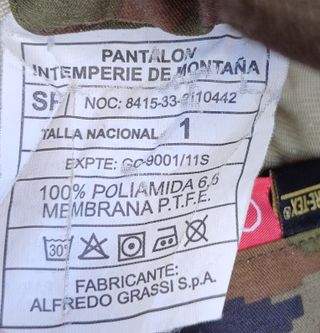 PANTALON
INTEMPERIE DE MONTAÑA
NOC: 8415-33-
TALLA NACIONAL 1
EXPTE: GC-9001/11S
100% POLIAMIDA 6,6
MEMBRANA P.T.F.E.
30°
FABRICANTE:
ALFREDO GRASSI S.p.A.